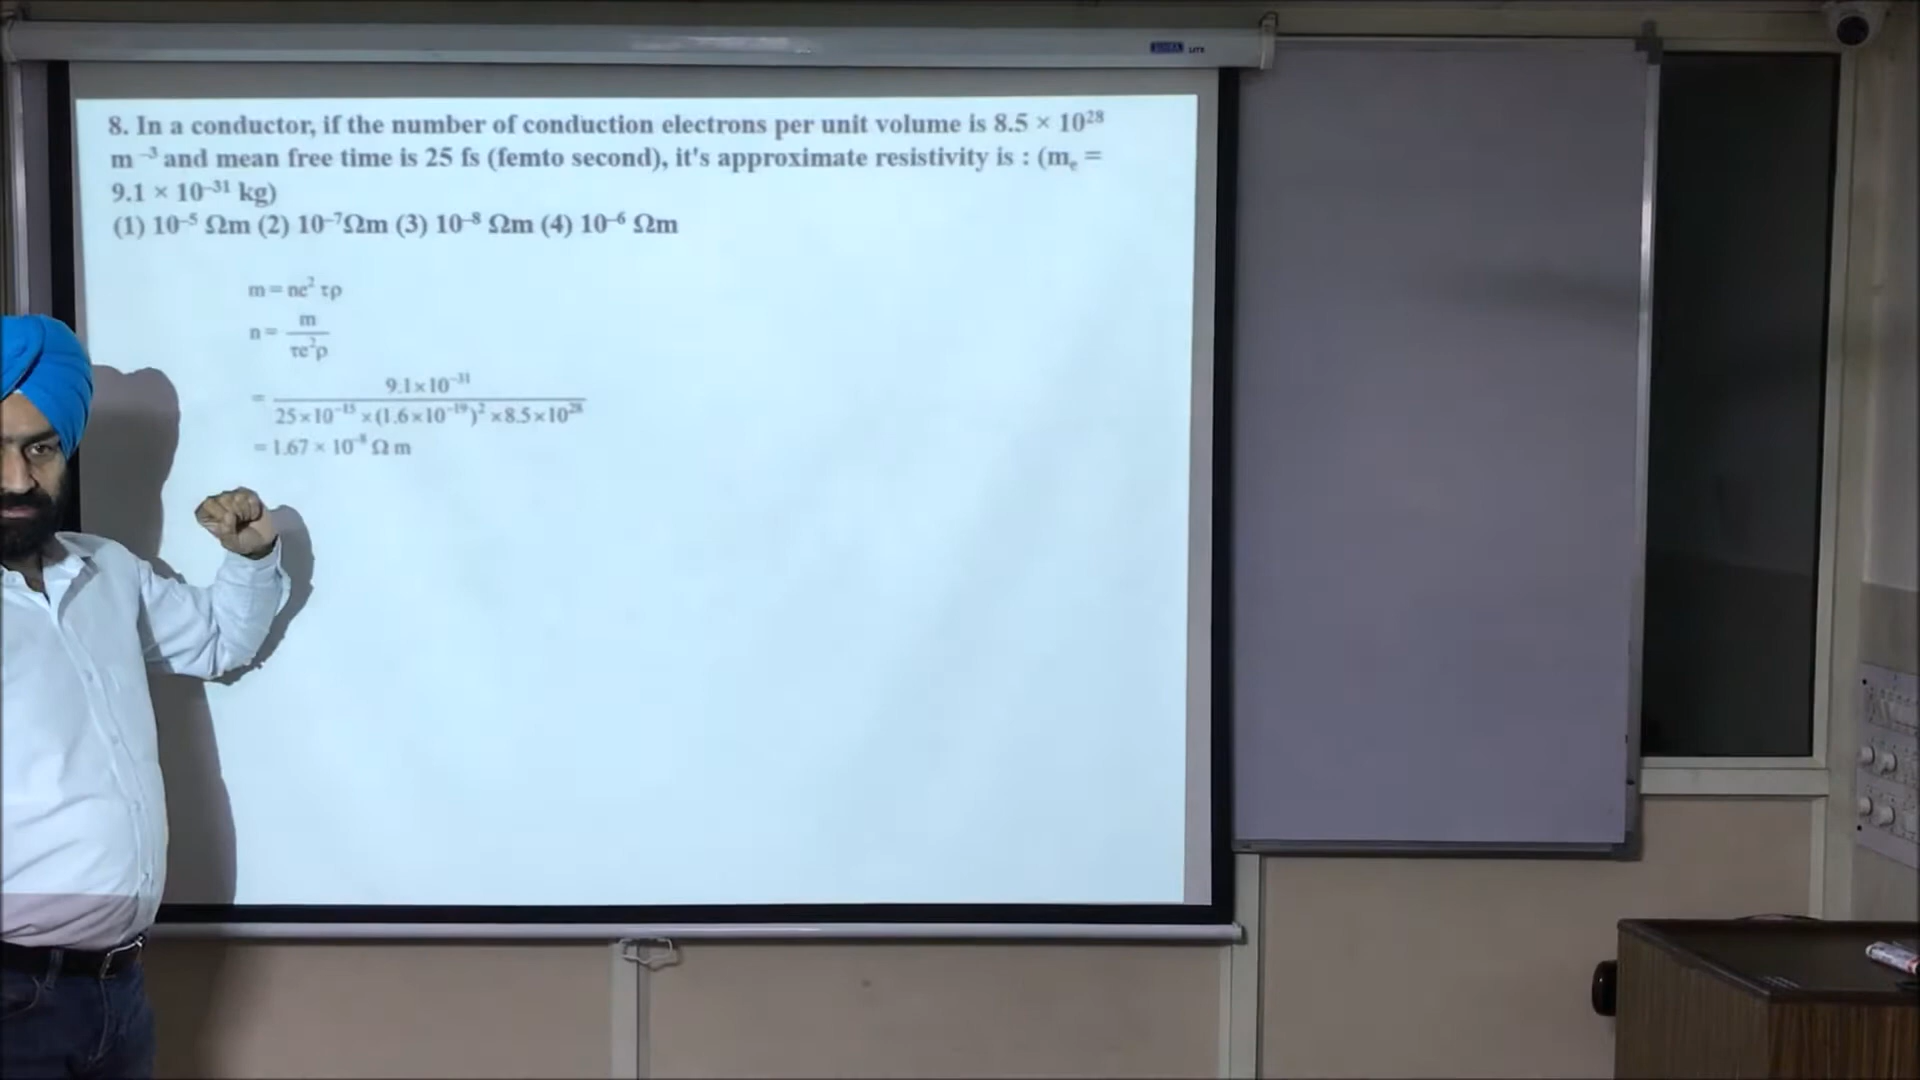 8. In a conductor, if the number of conduction electrons per unit volume is 8.5 × 10²⁸
m ⁻³ and mean free time is 25 fs (femto second), it's approximate resistivity is : (mₑ =
9.1 × 10⁻³¹ kg)
(1) 10⁻⁵ Ωm (2) 10⁻⁷Ωm (3) 10⁻⁸ Ωm (4) 10⁻⁶ Ωm
m = ne² τρ
n = m / τe²ρ
= 9.1×10⁻³¹ / 25×10⁻¹⁵ ×(1.6×10⁻¹⁹)² ×8.5×10²⁸
= 1.67 × 10⁻⁸ Ω m
LITE